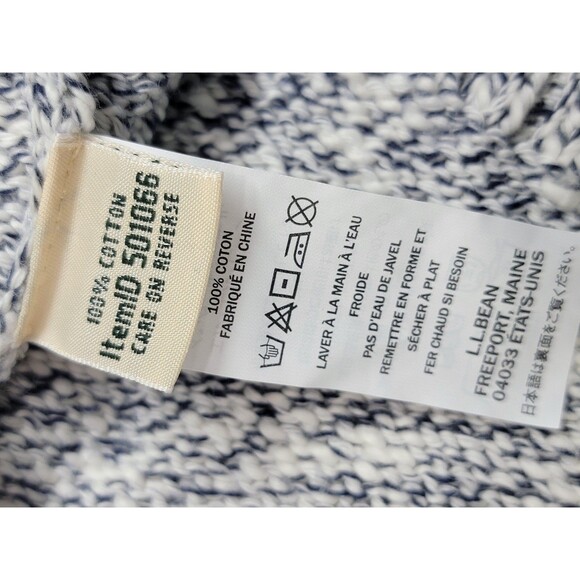 100% COTTON
ItemID 501066
CARE ON REVERSE
100% COTON
FABRIQUÉ EN CHINE
LAVER À LA MAIN À L'EAU
FROIDE
PAS D'EAU DE JAVEL
REMETTRE EN FORME ET
SÉCHER À PLAT
FER CHAUD SI BESOIN
L.L.BEAN
FREEPORT, MAINE
04033 ÉTATS-UNIS
日本語は裏面をご覧ください。